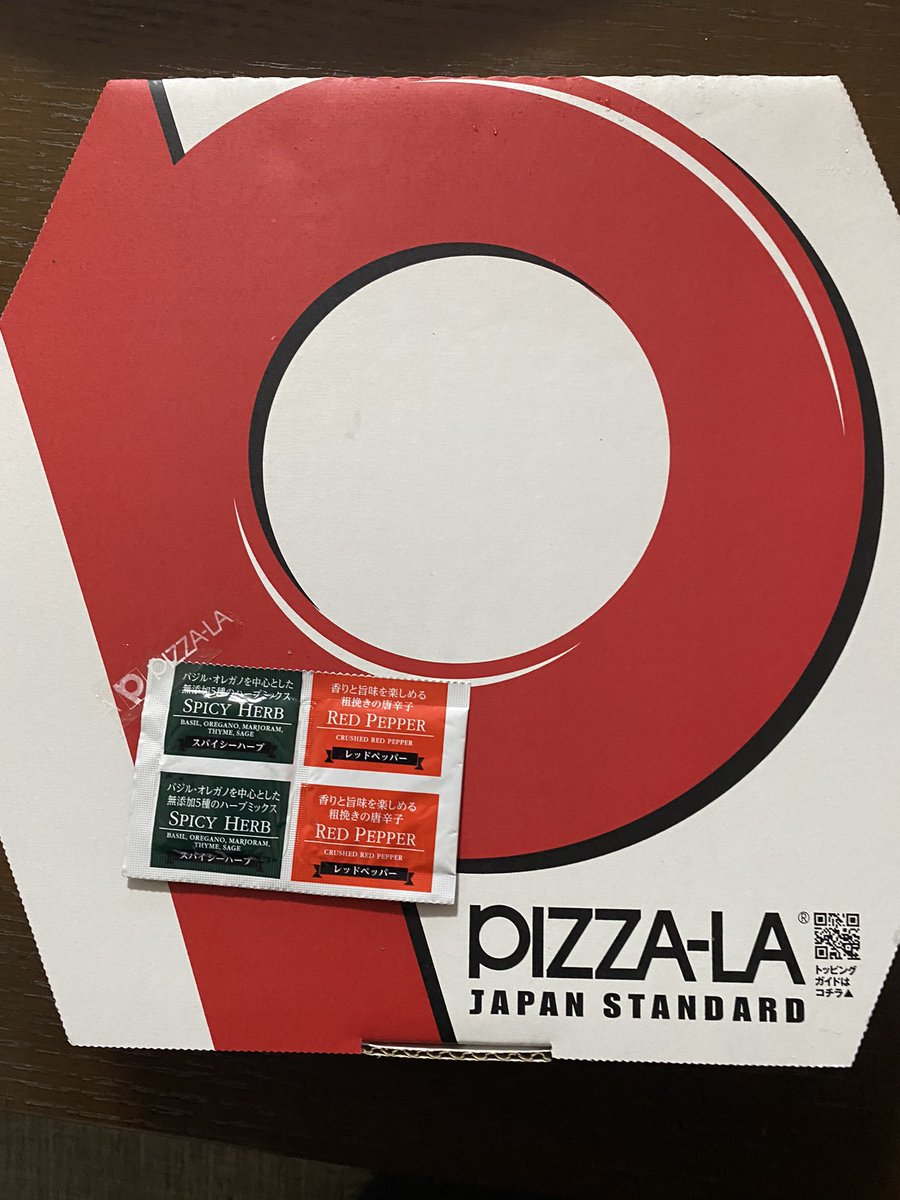 PIZZA-LA
バジル・オレガノを中心とした
無添加5種のハーブミックス
SPICY HERB
BASIL, OREGANO, MARJORAM,
THYME, SAGE
スパイシーハーブ
香りと旨味を楽しめる
粗挽きの唐辛子
RED PEPPER
CRUSHED RED PEPPER
レッドペッパー
バジル・オレガノを中心とした
無添加5種のハーブミックス
SPICY HERB
BASIL, OREGANO, MARJORAM,
THYME, SAGE
スパイシーハーブ
香りと旨味を楽しめる
粗挽きの唐辛子
RED PEPPER
CRUSHED RED PEPPER
レッドペッパー
PIZZA-LA®
JAPAN STANDARD
トッピング
ガイドは
コチラ▲